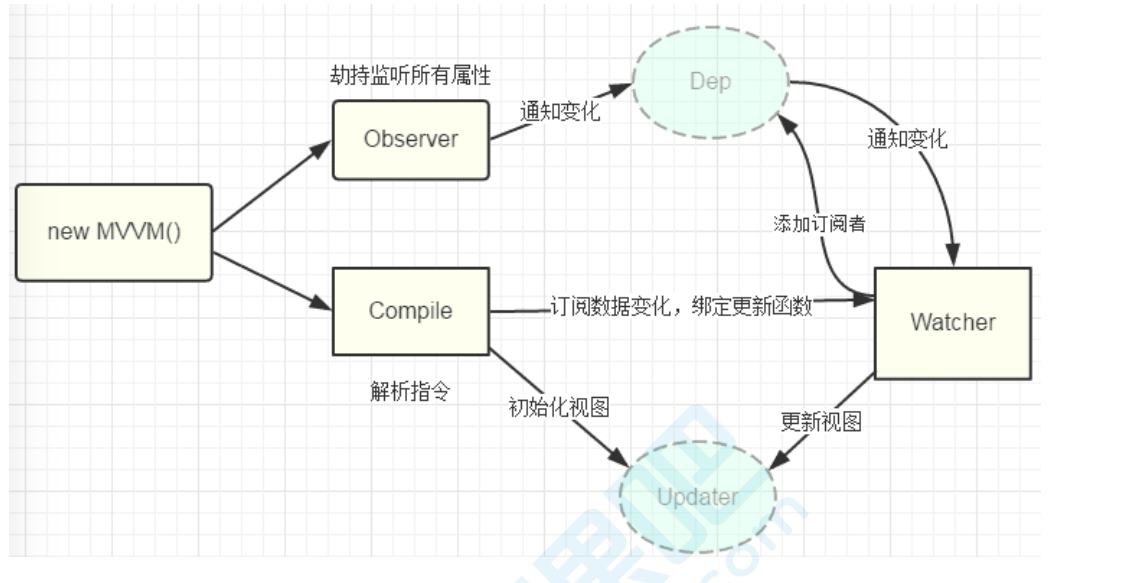 劫持监听所有属性
Observer
通知变化
Dep
通知变化
new MVVM()
添加订阅者
Compile
订阅数据变化，绑定更新函数
Watcher
解析指令
初始化视图
更新视图
Updater